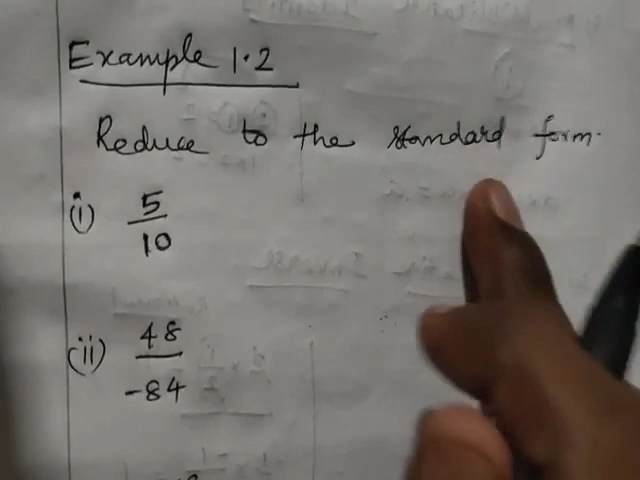 Example 1.2
Reduce to the standard form.
(i) 5/10
(ii) 48/-84